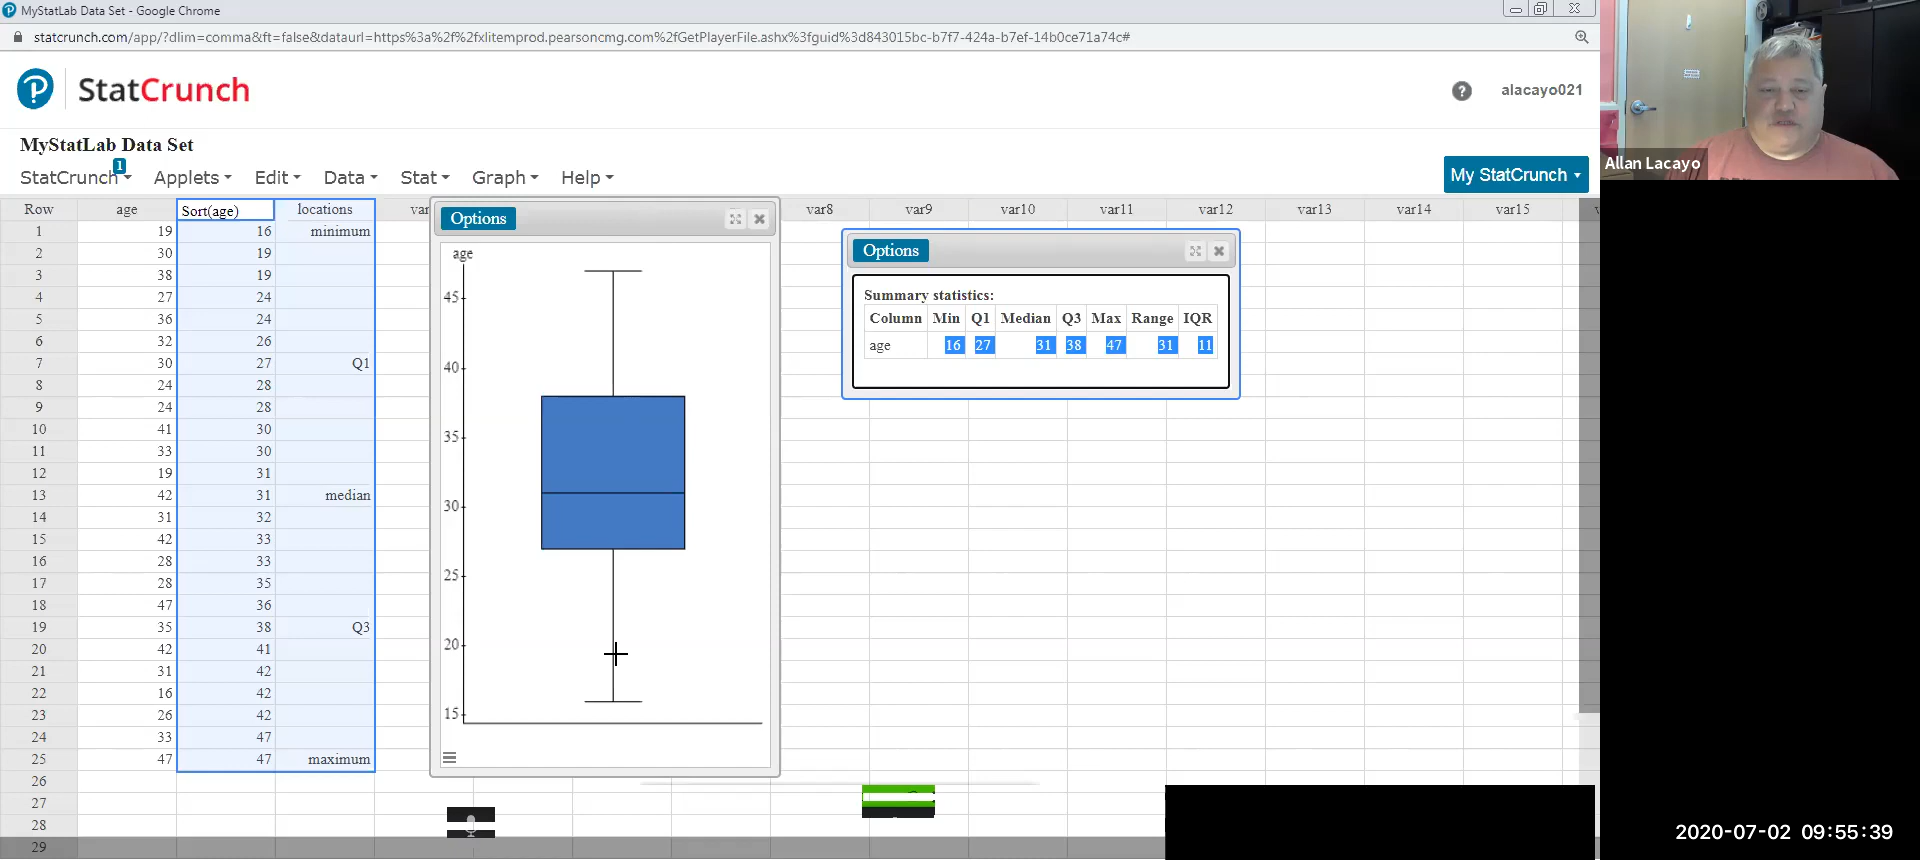 MyStatLab Data Set - Google Chrome
statcrunch.com/app/?dlim=comma&ft=false&dataurl=https%3a%2f%2fxlitemprod.pearsoncmg.com%2fGetPlayerFile.ashx%3fguid%3d843015bc-b7f7-424a-b7ef-14b0ce71a74c#
P StatCrunch ? alacayo021
MyStatLab Data Set
StatCrunch 1 Applets Edit Data Stat Graph Help My StatCrunch
Allan Lacayo
Row age Sort(age) locations var var8 var9 var10 var11 var12 var13 var14 var15
1 19 16 minimum
2 30 19
3 38 19
4 27 24
5 36 24
6 32 26
7 30 27 Q1
8 24 28
9 24 28
10 41 30
11 33 30
12 19 31
13 42 31 median
14 31 32
15 42 33
16 28 33
17 28 35
18 47 36
19 35 38 Q3
20 42 41
21 31 42
22 16 42
23 26 42
24 33 47
25 47 47 maximum
26
27
28
29
Options
age
45
40
35
30
25
20
15
Options
Summary statistics:
Column Min Q1 Median Q3 Max Range IQR
age 16 27 31 38 47 31 11
2020-07-02 09:55:39